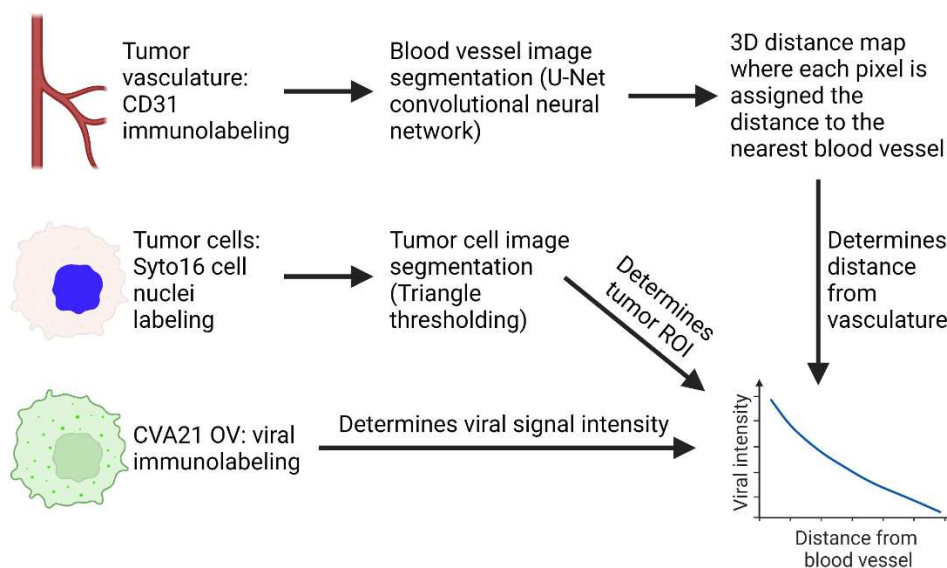 Tumor
vasculature:
CD31
immunolabeling
Blood vessel image
segmentation (U-Net
convolutional neural
network)
3D distance map
where each pixel is
assigned the
distance to the
nearest blood vessel
Determines
distance
from
vasculature
Tumor cells:
Syto16 cell
nuclei
labeling
Tumor cell image
segmentation
(Triangle
thresholding)
Determines
tumor ROI
CVA21 OV: viral
immunolabeling
Determines viral signal intensity
Viral intensity
Distance from
blood vessel